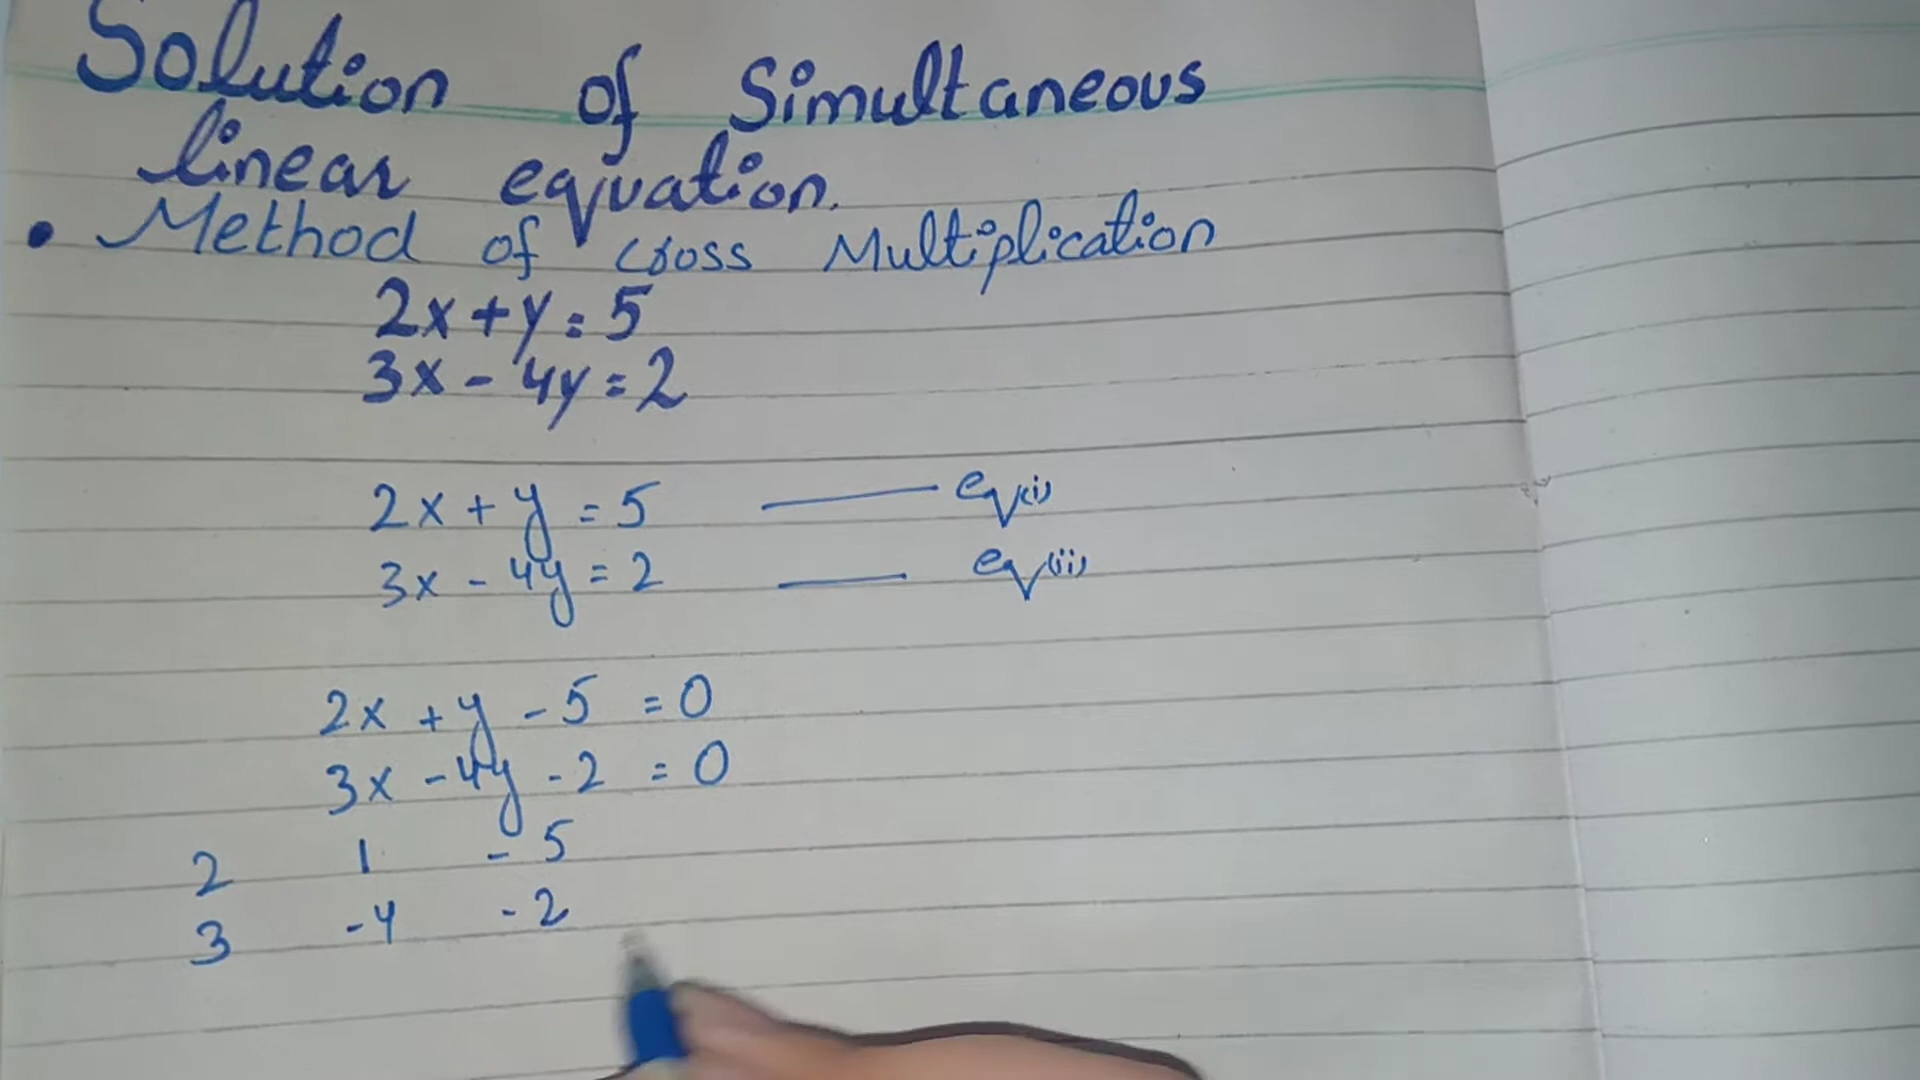 Solution of Simultaneous
linear equation.
• Method of cross Multiplication
2x + y = 5
3x - 4y = 2
2x + y = 5 —— eq(i)
3x - 4y = 2 —— eq(ii)
2x + y - 5 = 0
3x - 4y - 2 = 0
2 1 - 5
3 -4 -2